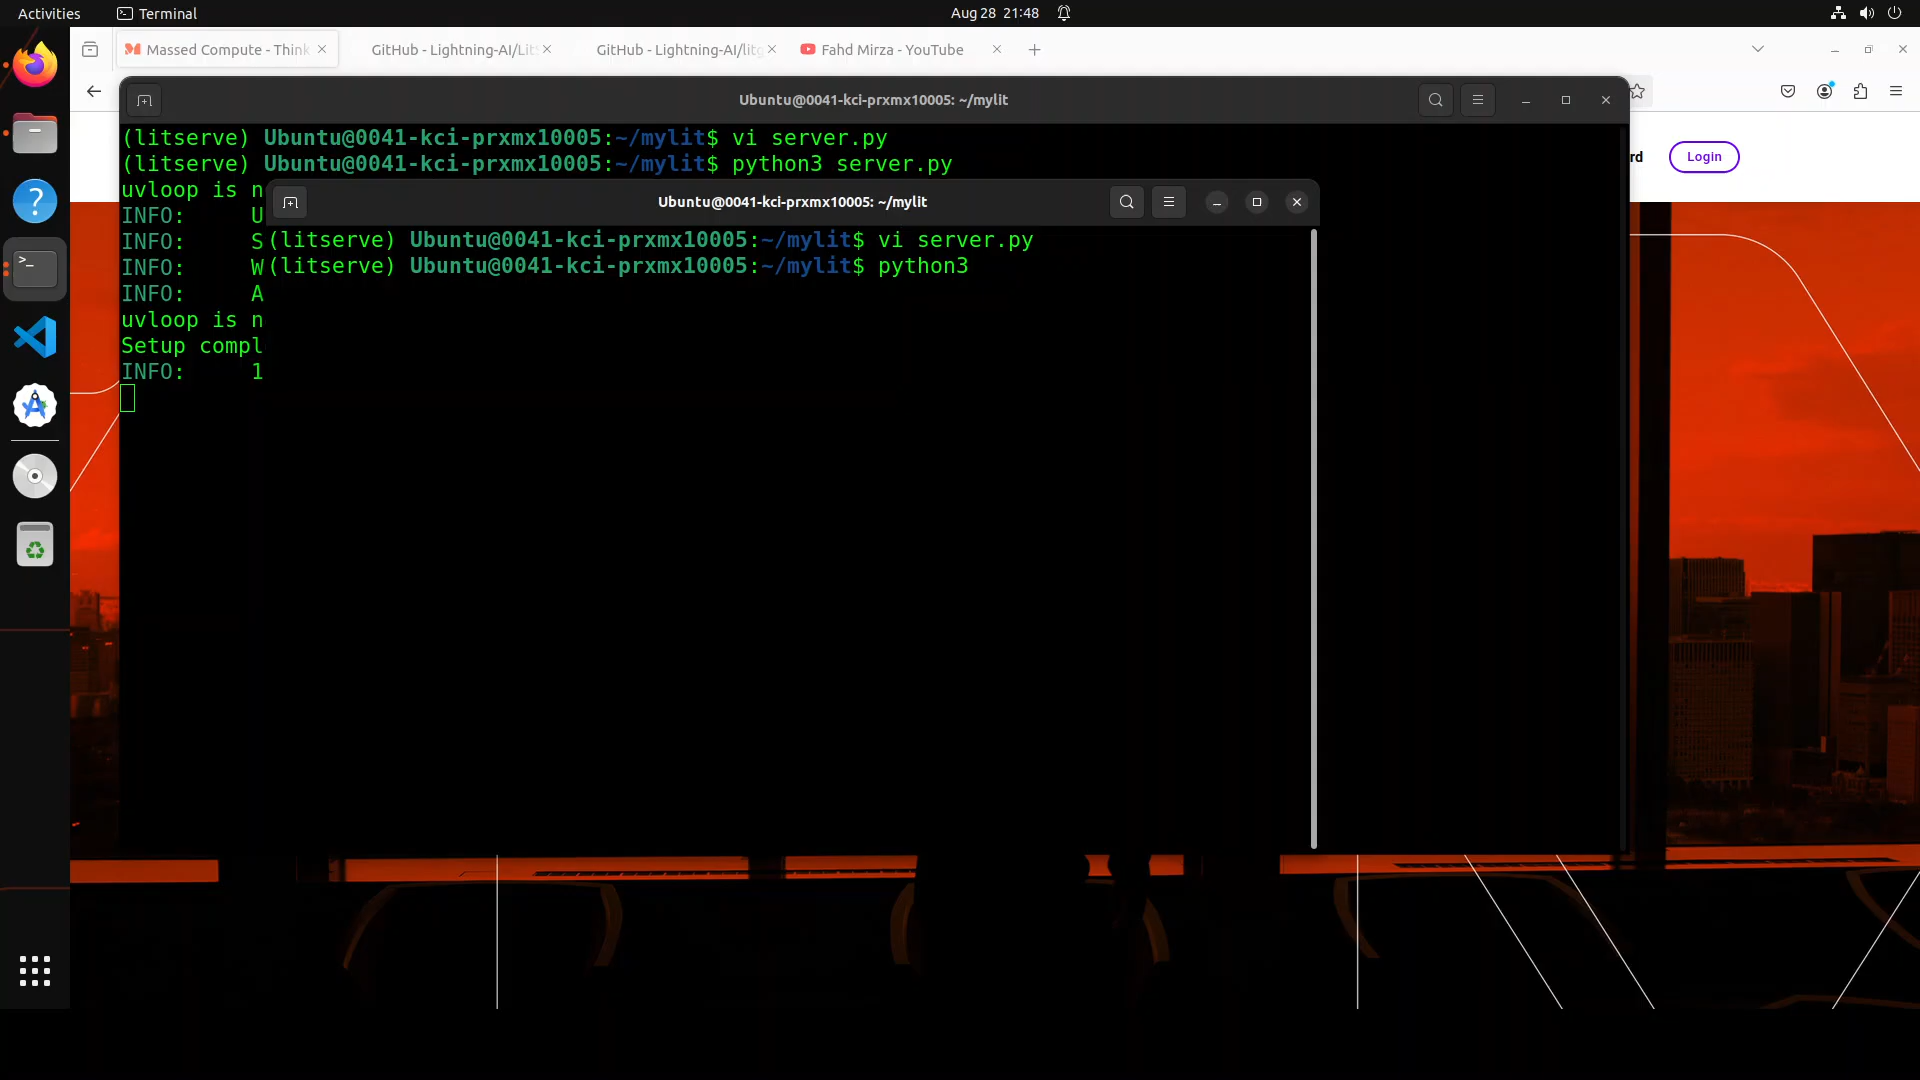 Activities
Terminal
Aug 28 21:48
Massed Compute - Think
GitHub - Lightning-AI/Lit
GitHub - Lightning-AI/litg
Fahd Mirza - YouTube
Ubuntu@0041-kci-prxmx10005: ~/mylit
(litserve) Ubuntu@0041-kci-prxmx10005:~/mylit$ vi server.py
(litserve) Ubuntu@0041-kci-prxmx10005:~/mylit$ python3 server.py
rd
Login
uvloop is n
INFO: U
INFO: S
INFO: W
INFO: A
uvloop is n
Setup compl
INFO: 1
Ubuntu@0041-kci-prxmx10005: ~/mylit
(litserve) Ubuntu@0041-kci-prxmx10005:~/mylit$ vi server.py
(litserve) Ubuntu@0041-kci-prxmx10005:~/mylit$ python3